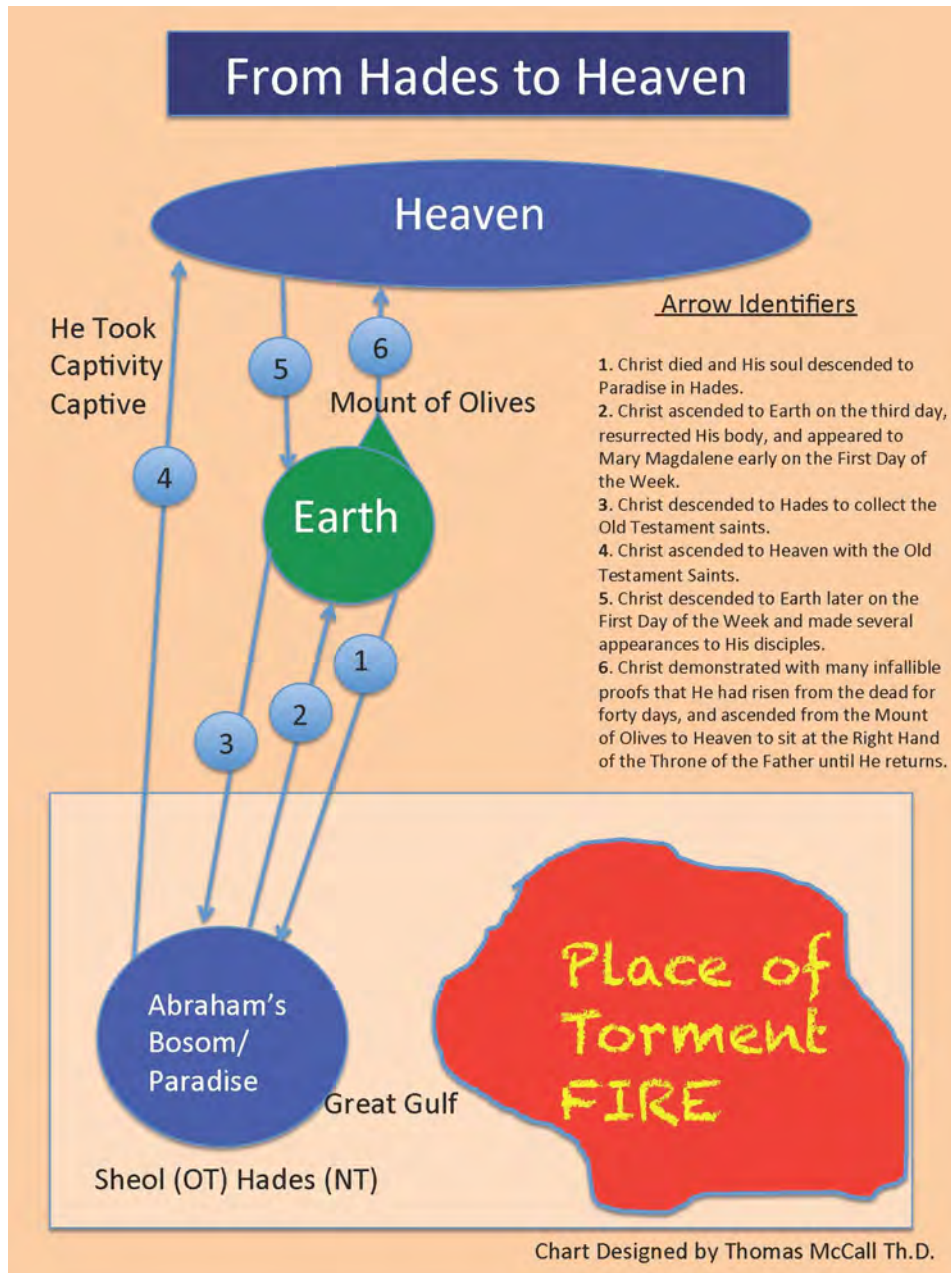 From Hades to Heaven
Heaven
He Took
Captivity
Captive
5
6
Mount of Olives
4
Earth
1
2
3
Arrow Identifiers
1. Christ died and His soul descended to
Paradise in Hades.
2. Christ ascended to Earth on the third day,
resurrected His body, and appeared to
Mary Magdalene early on the First Day of
the Week.
3. Christ descended to Hades to collect the
Old Testament saints.
4. Christ ascended to Heaven with the Old
Testament Saints.
5. Christ descended to Earth later on the
First Day of the Week and made several
appearances to His disciples.
6. Christ demonstrated with many infallible
proofs that He had risen from the dead for
forty days, and ascended from the Mount
of Olives to Heaven to sit at the Right Hand
of the Throne of the Father until He returns.
Abraham's
Bosom/
Paradise
Great Gulf
Place of
Torment
FIRE
Sheol (OT) Hades (NT)
Chart Designed by Thomas McCall Th.D.